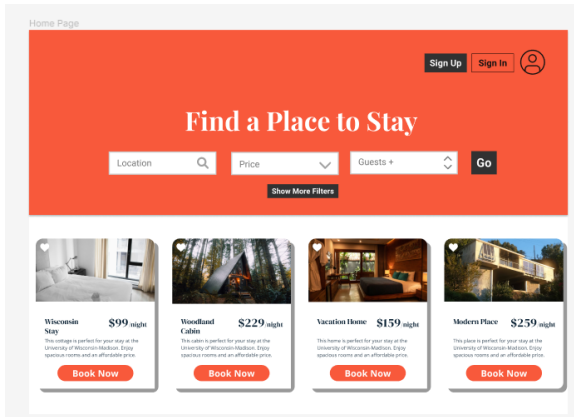 Home Page
Sign Up
Sign In
Find a Place to Stay
Location
Price
Guests +
Go
Show More Filters
Wisconsin
Stay
$99/night
This cottage is perfect for your stay at the
University of Wisconsin-Madison. Enjoy
spacious rooms and an affordable price.
Book Now
Woodland
Cabin
$229/night
This cabin is perfect for your stay at the
University of Wisconsin-Madison. Enjoy
spacious rooms and an affordable price.
Book Now
Vacation Home
$159/night
This home is perfect for your stay at the
University of Wisconsin-Madison. Enjoy
spacious rooms and an affordable price.
Book Now
Modern Place
$259/night
This place is perfect for your stay at the
University of Wisconsin-Madison. Enjoy
spacious rooms and an affordable price.
Book Now